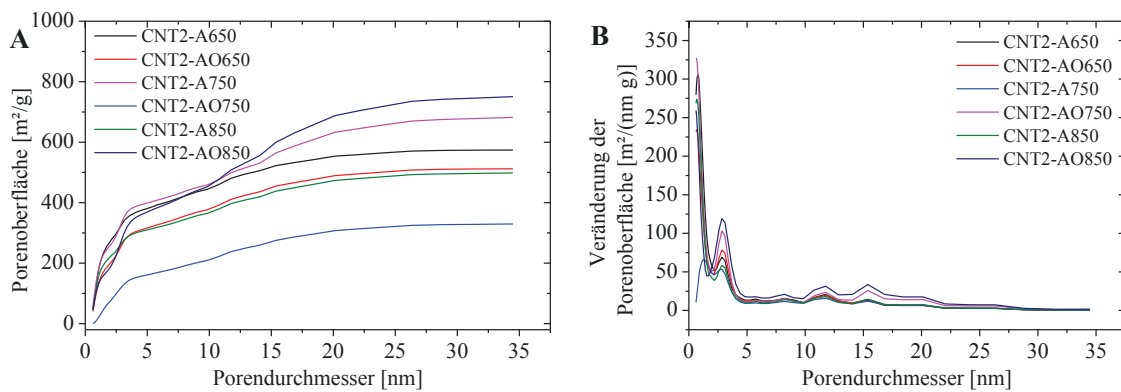 A
Porenoberfläche [m²/g]
1000
800
600
400
200
0
CNT2-A650
CNT2-AO650
CNT2-A750
CNT2-AO750
CNT2-A850
CNT2-AO850
0 5 10 15 20 25 30 35
Porendurchmesser [nm]
B
Veränderung der
Porenoberfläche [m²/(nm g)]
350
300
250
200
150
100
50
0
CNT2-A650
CNT2-AO650
CNT2-A750
CNT2-AO750
CNT2-A850
CNT2-AO850
0 5 10 15 20 25 30 35
Porendurchmesser [nm]